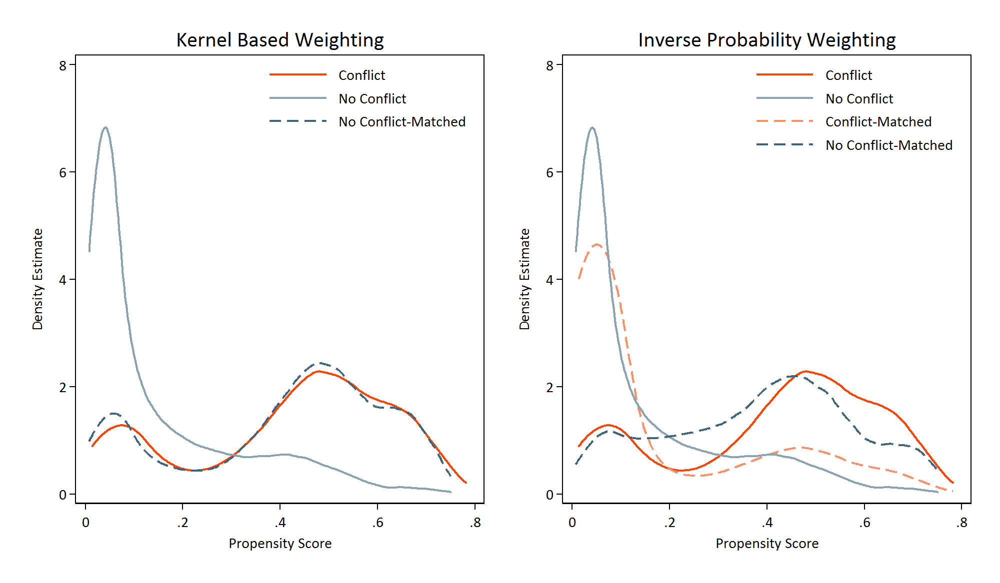 Kernel Based Weighting
8
6
4
2
0
Density Estimate
Conflict
No Conflict
No Conflict-Matched
0 .2 .4 .6 .8
Propensity Score
Inverse Probability Weighting
8
6
4
2
0
Density Estimate
Conflict
No Conflict
Conflict-Matched
No Conflict-Matched
0 .2 .4 .6 .8
Propensity Score